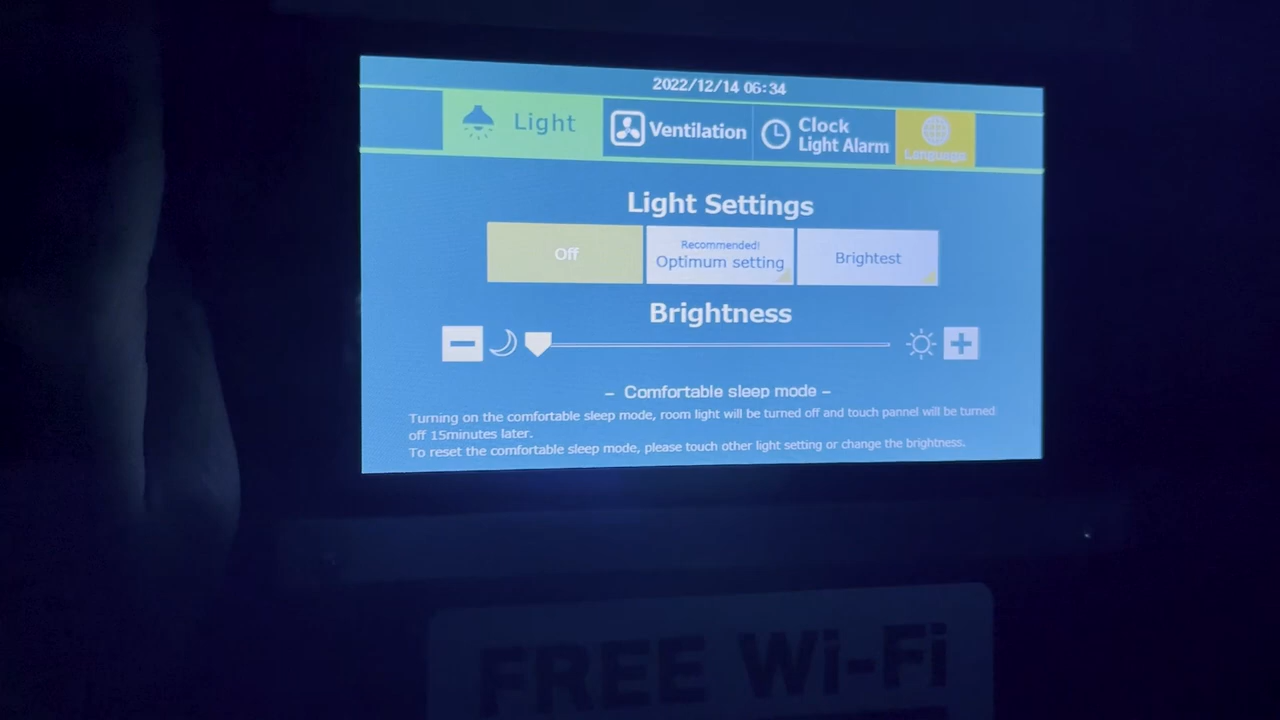 2022/12/14 06:34
Light
Ventilation
Clock
Light Alarm
Language
Light Settings
Off
Recommended!
Optimum setting
Brightest
Brightness
– Comfortable sleep mode –
Turning on the comfortable sleep mode, room light will be turned off and touch pannel will be turned
off 15minutes later.
To reset the comfortable sleep mode, please touch other light setting or change the brightness.
FREE Wi-Fi